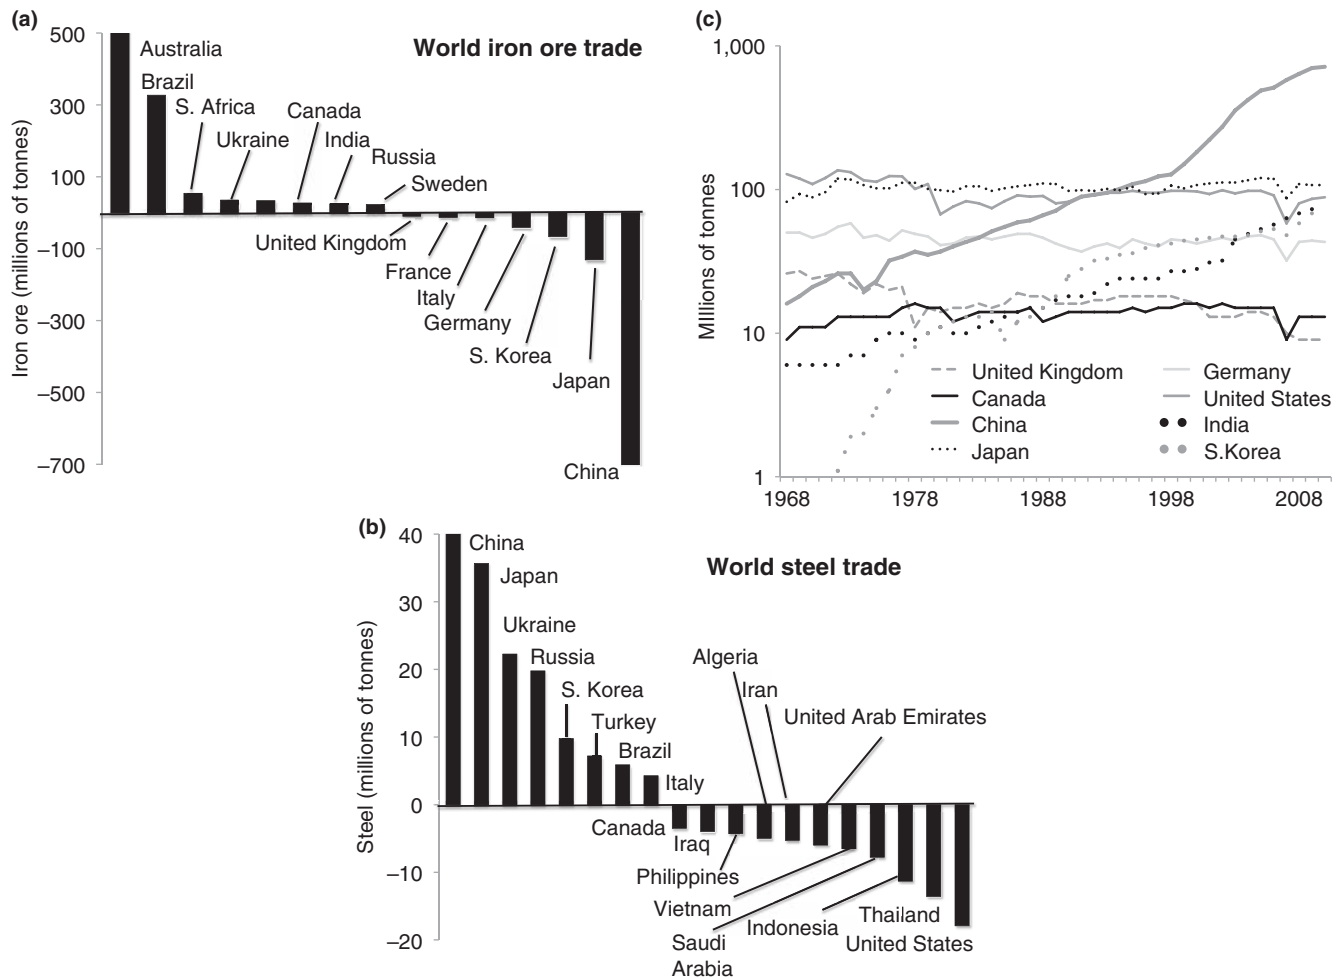 (a)
World iron ore trade
Iron ore (millions of tonnes)
500
300
100
–100
–300
–500
–700
Australia
Brazil
S. Africa
Ukraine
Canada
India
Russia
Sweden
United Kingdom
France
Italy
Germany
S. Korea
Japan
China
(c)
Millions of tonnes
1,000
100
10
1
1968
1978
1988
1998
2008
United Kingdom
Canada
China
Japan
Germany
United States
India
S.Korea
(b)
World steel trade
Steel (millions of tonnes)
40
30
20
10
0
–10
–20
China
Japan
Ukraine
Russia
S. Korea
Turkey
Brazil
Italy
Algeria
Iran
United Arab Emirates
Canada
Iraq
Philippines
Vietnam
Saudi
Arabia
Indonesia
Thailand
United States